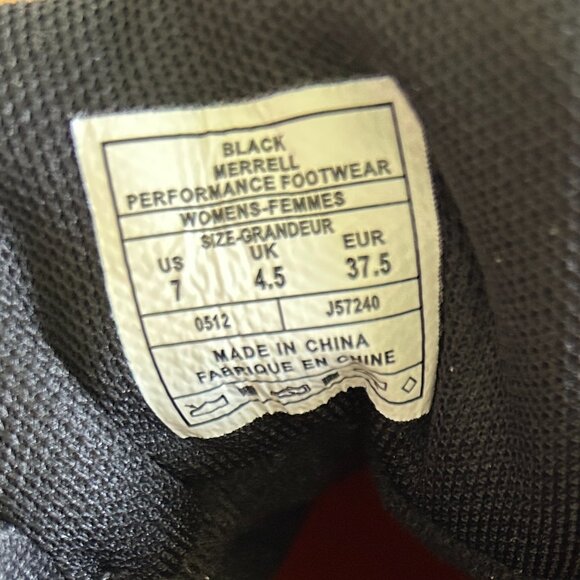 BLACK
MERRELL
PERFORMANCE FOOTWEAR
WOMENS-FEMMES
SIZE-GRANDEUR
US UK EUR
7 4.5 37.5
0512 J57240
MADE IN CHINA
FABRIQUE EN CHINE